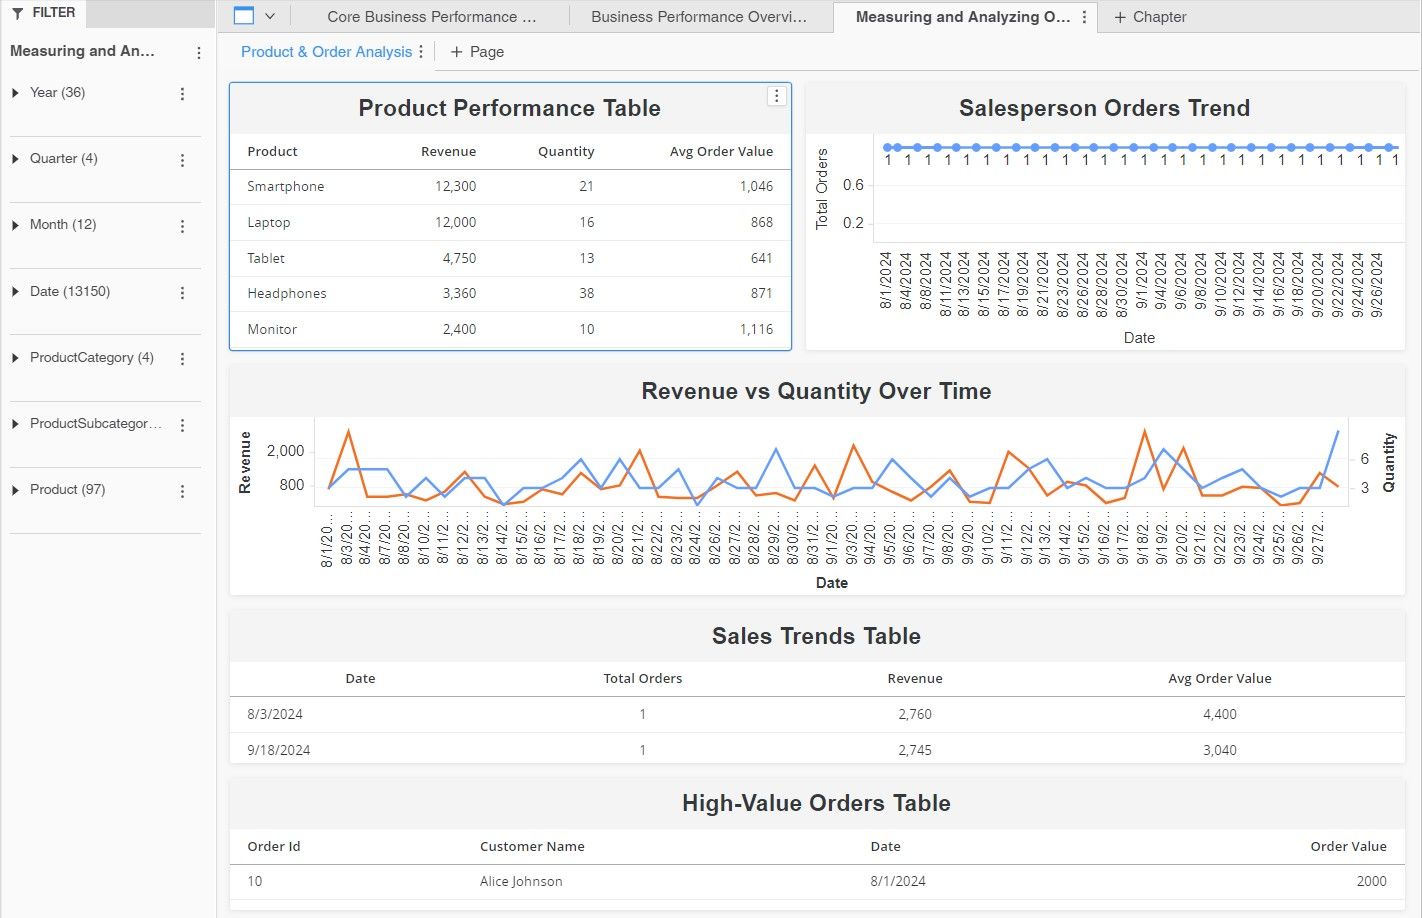 FILTER
Core Business Performance ...
Business Performance Overvi...
Measuring and Analyzing O...
+ Chapter
Measuring and An...
Product & Order Analysis
+ Page
Year (36)
Quarter (4)
Month (12)
Date (13150)
ProductCategory (4)
ProductSubcategor...
Product (97)
Product Performance Table
Product Revenue Quantity Avg Order Value
Smartphone 12,300 21 1,046
Laptop 12,000 16 868
Tablet 4,750 13 641
Headphones 3,360 38 871
Monitor 2,400 10 1,116
Salesperson Orders Trend
Total Orders
1 1 1 1 1 1 1 1 1 1 1 1 1 1 1 1 1 1 1 1 1 1 1 1 1 1 1
0.6
0.2
8/1/2024 8/4/2024 8/8/2024 8/11/2024 8/13/2024 8/15/2024 8/17/2024 8/19/2024 8/21/2024 8/23/2024 8/26/2024 8/28/2024 8/30/2024 9/1/2024 9/4/2024 9/6/2024 9/8/2024 9/10/2024 9/12/2024 9/14/2024 9/16/2024 9/18/2024 9/20/2024 9/22/2024 9/24/2024 9/26/2024
Date
Revenue vs Quantity Over Time
Revenue
2,000
800
Quantity
6
3
8/1/20... 8/3/20... 8/4/20... 8/7/20... 8/8/20... 8/10/2... 8/11/2... 8/12/2... 8/13/2... 8/14/2... 8/15/2... 8/16/2... 8/17/2... 8/18/2... 8/19/2... 8/20/2... 8/21/2... 8/22/2... 8/23/2... 8/24/2... 8/26/2... 8/27/2... 8/28/2... 8/29/2... 8/30/2... 8/31/2... 9/1/20... 9/3/20... 9/4/20... 9/5/20... 9/6/20... 9/7/20... 9/8/20... 9/9/20... 9/10/2... 9/11/2... 9/12/2... 9/13/2... 9/14/2... 9/15/2... 9/16/2... 9/17/2... 9/18/2... 9/19/2... 9/20/2... 9/21/2... 9/22/2... 9/23/2... 9/24/2... 9/25/2... 9/26/2... 9/27/2...
Date
Sales Trends Table
Date Total Orders Revenue Avg Order Value
8/3/2024 1 2,760 4,400
9/18/2024 1 2,745 3,040
High-Value Orders Table
Order Id Customer Name Date Order Value
10 Alice Johnson 8/1/2024 2000